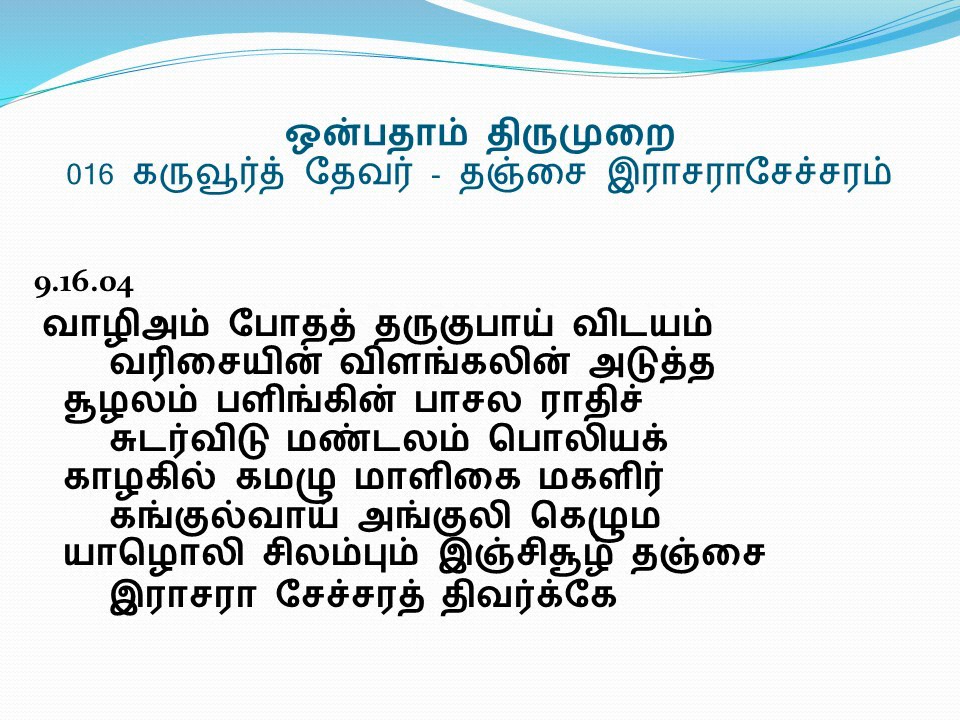 ஒன்பதாம் திருமுறை
016 கருவூர்த் தேவர் - தஞ்சை இராசராசேச்சரம்
9.16.04
வாழிஅம் போதத் தருகுபாய் விடயம்
வரிசையின் விளங்கலின் அடுத்த
சூழலம் பளிங்கின் பாசல ராதிச்
சுடர்விடு மண்டலம் பொலியக்
காழகில் கமழு மாளிகை மகளிர்
கங்குல்வாய் அங்குலி கெழும
யாழொலி சிலம்பும் இஞ்சிசூழ் தஞ்சை
இராசரா சேச்சரத் திவர்க்கே